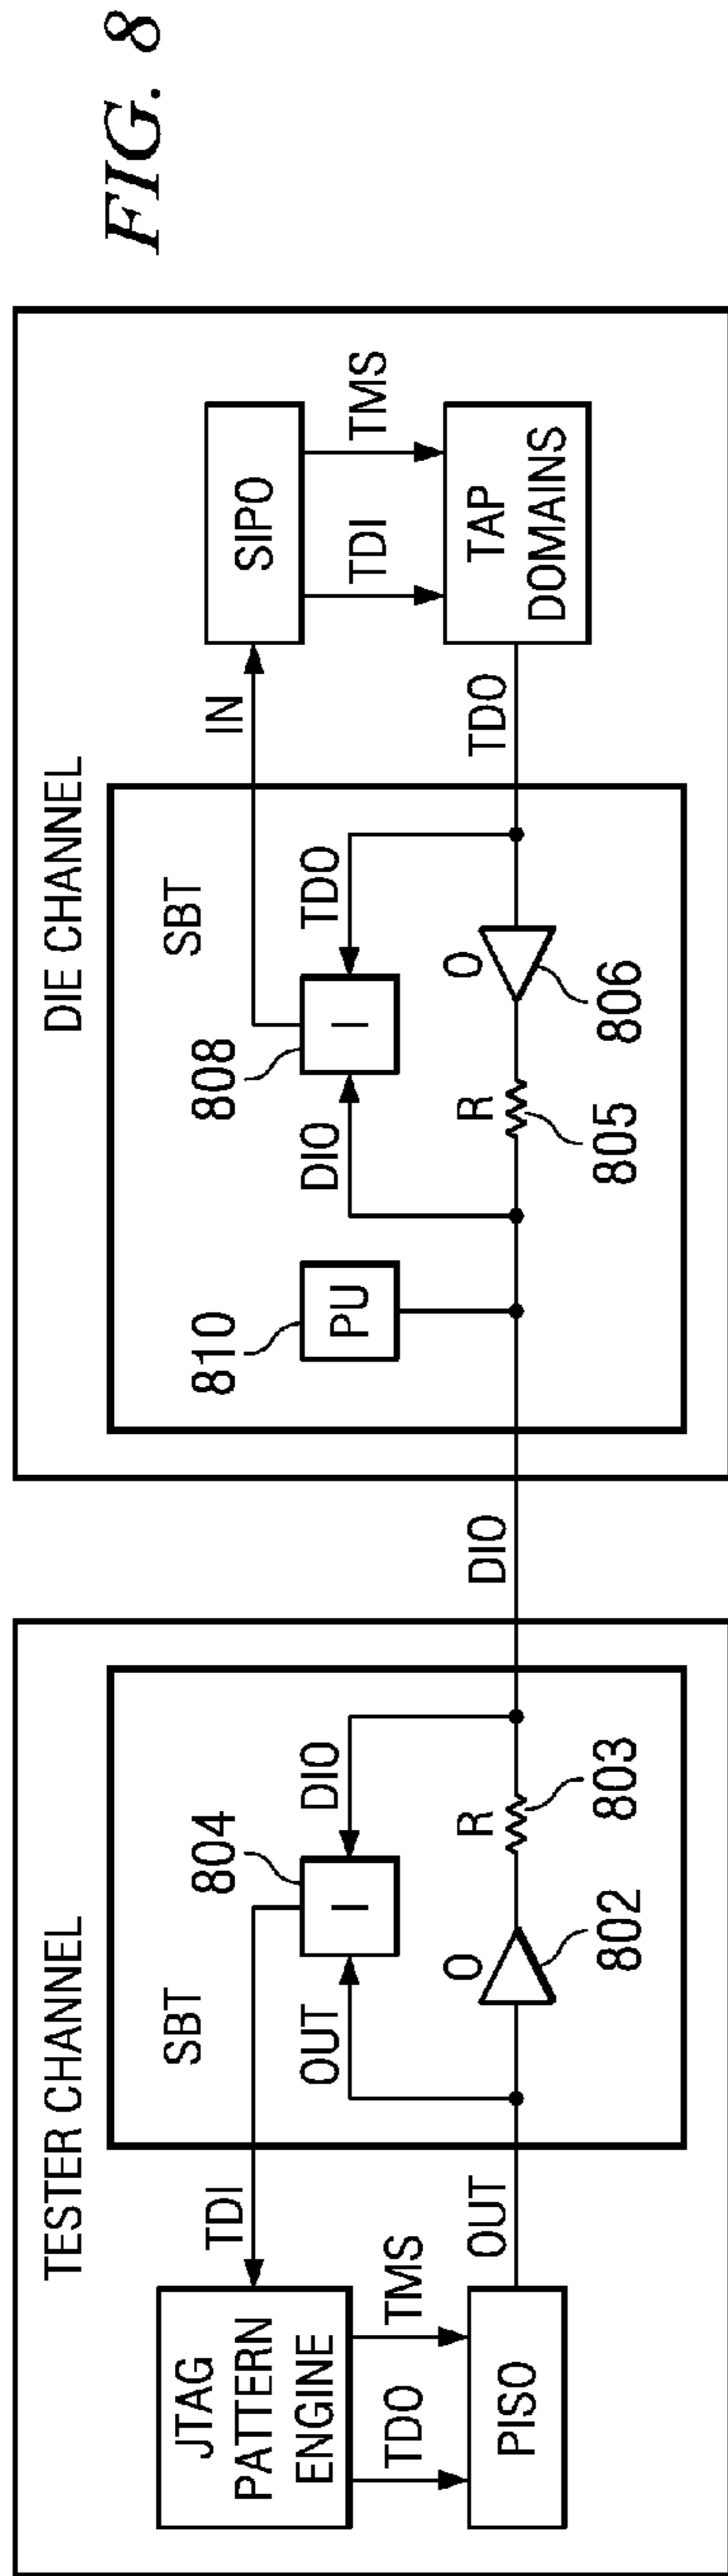 FIG. 8
TESTER CHANNEL
JTAG
PATTERN
ENGINE
TDI
TDO
TMS
PISO
OUT
SBT
804
I
OUT
DIO
O
R
802
803
DIO
DIE CHANNEL
SBT
810
PU
808
I
DIO
TDO
R
O
805
806
IN
TDO
SIPO
TDI
TMS
TAP
DOMAINS